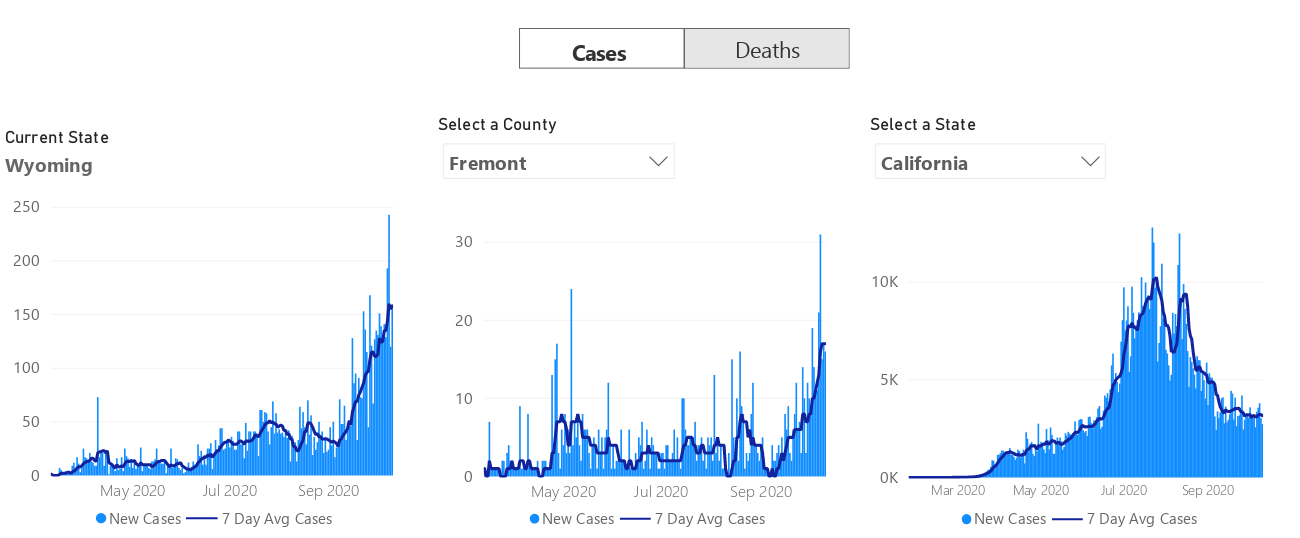 Cases Deaths
Current State
Wyoming
250
200
150
100
50
0
May 2020 Jul 2020 Sep 2020
New Cases 7 Day Avg Cases
Select a County
Fremont
30
20
10
0
May 2020 Jul 2020 Sep 2020
New Cases 7 Day Avg Cases
Select a State
California
10K
5K
0K
Mar 2020 May 2020 Jul 2020 Sep 2020
New Cases 7 Day Avg Cases